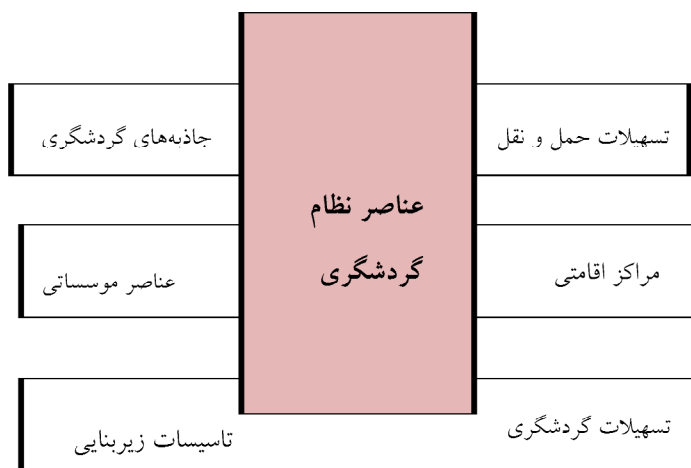 عناصر نظام
گردشگری
تسهیلات حمل و نقل
جاذبه‌های گردشگری
مراکز اقامتی
عناصر موسساتی
تسهیلات گردشگری
تاسیسات زیربنایی